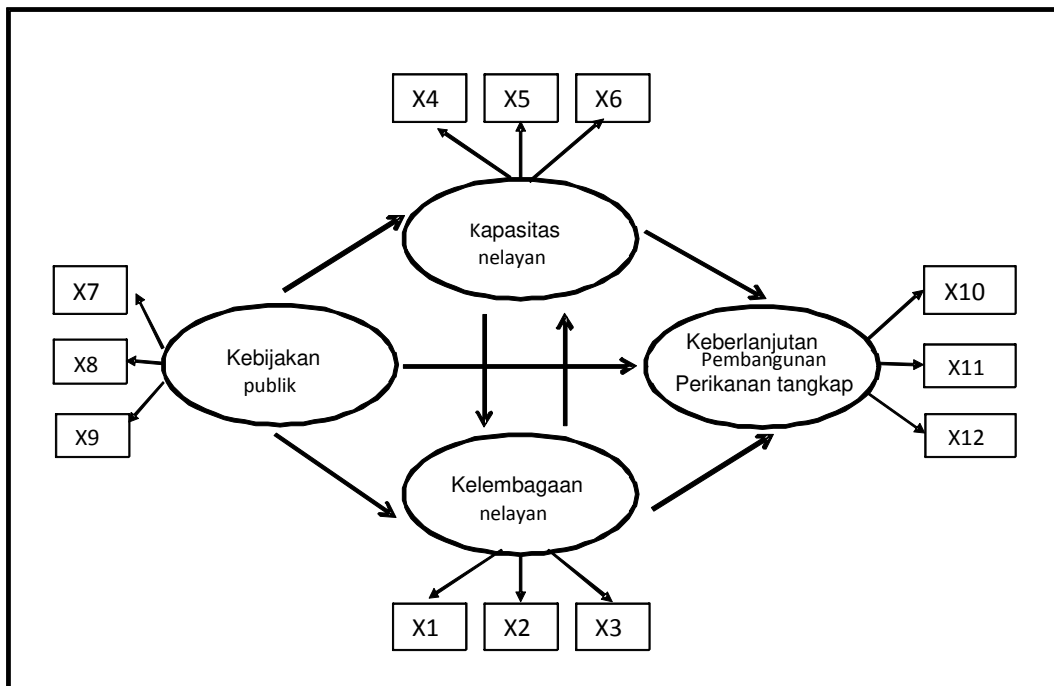 X4 X5 X6
Kapasitas
nelayan
X7
X8
X9
Kebijakan
publik
Keberlanjutan
Pembangunan
Perikanan tangkap
X10
X11
X12
Kelembagaan
nelayan
X1 X2 X3